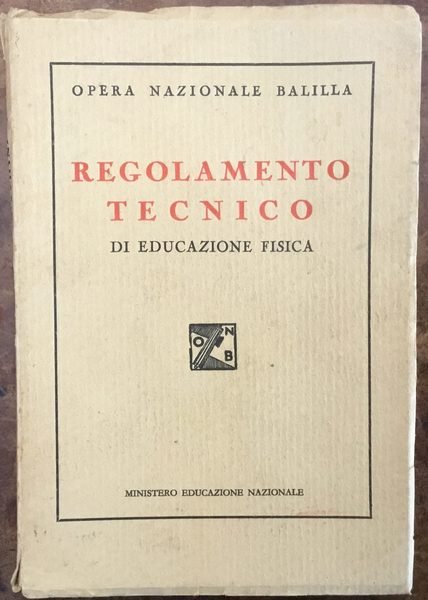 OPERA NAZIONALE BALILLA
REGOLAMENTO
TECNICO
DI EDUCAZIONE FISICA
O N B
MINISTERO EDUCAZIONE NAZIONALE